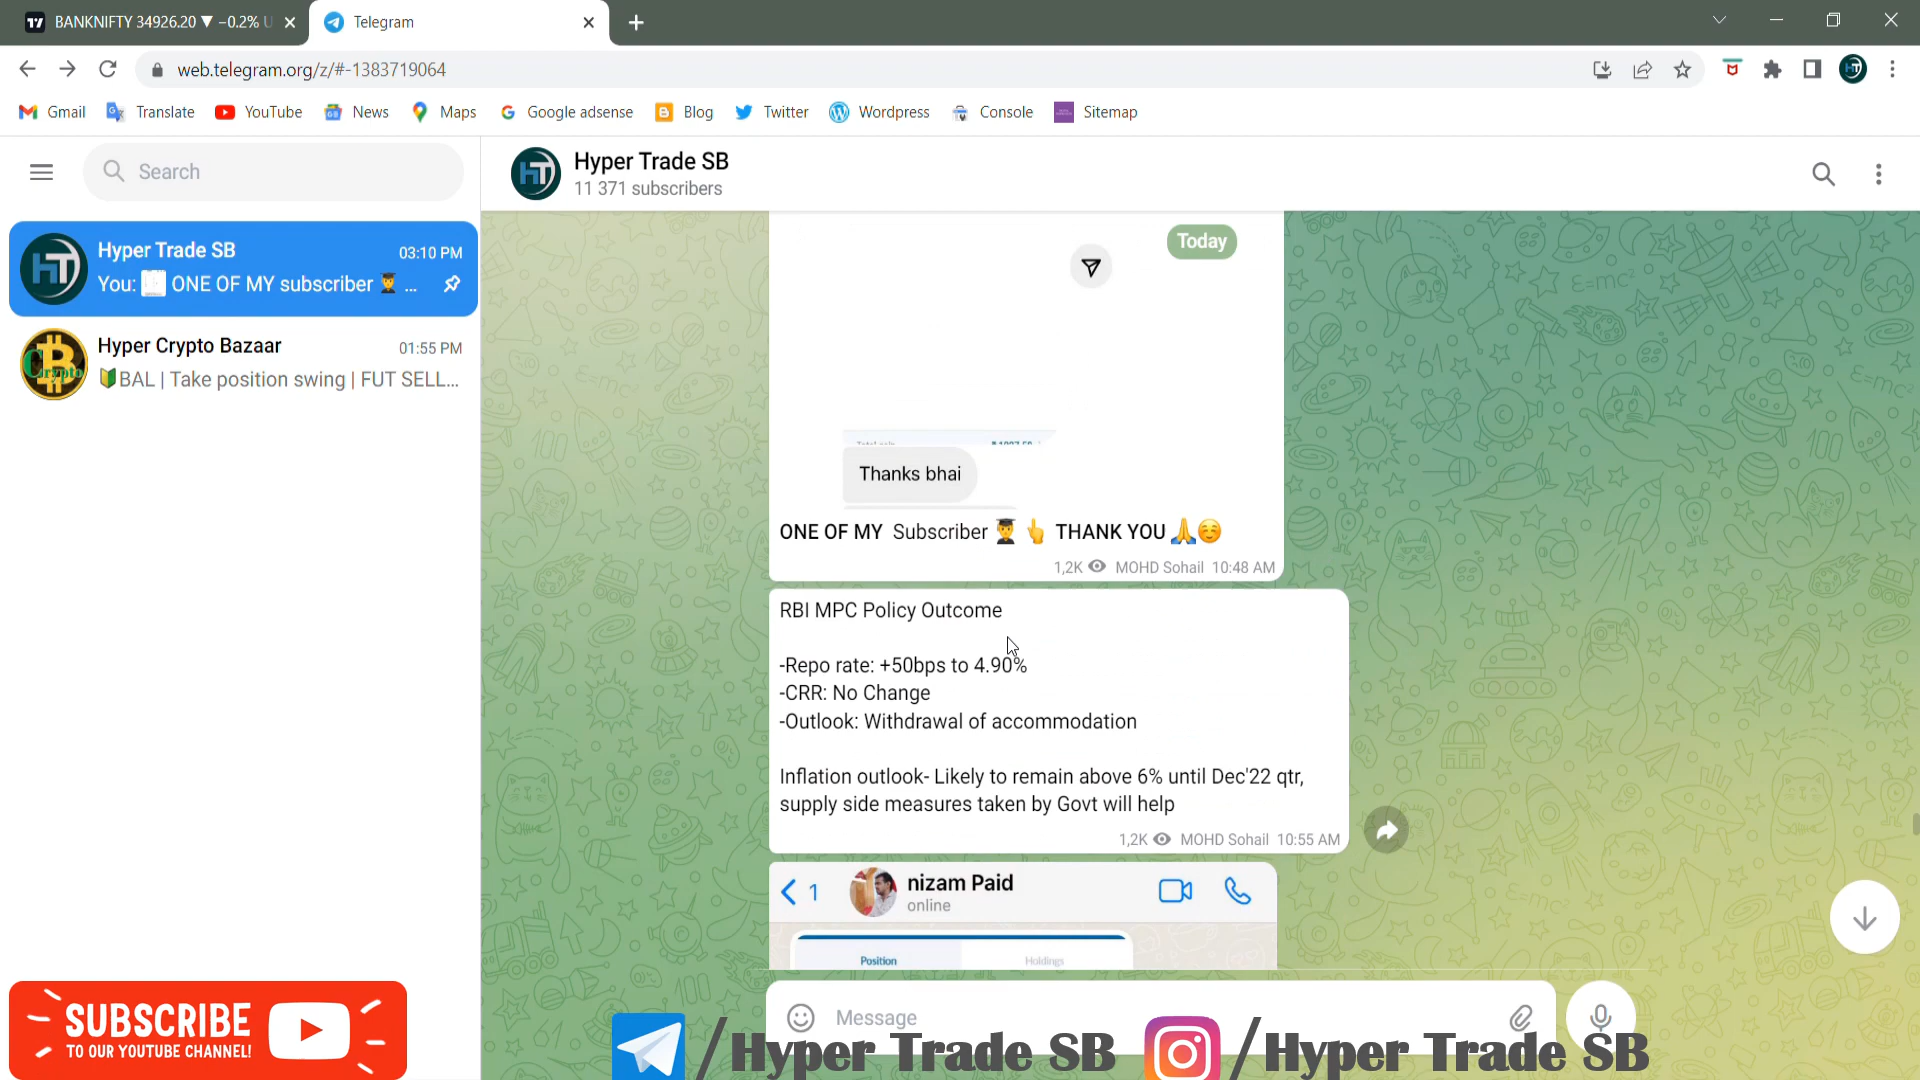 BANKNIFTY 34926.20 ▼ −0.2% U
Telegram
web.telegram.org/z/#-1383719064
Gmail
Translate
YouTube
News
Maps
Google adsense
Blog
Twitter
Wordpress
Console
Sitemap
Search
Hyper Trade SB
11 371 subscribers
Hyper Trade SB
03:10 PM
You: ONE OF MY subscriber 👨‍🎓 ...
Hyper Crypto Bazaar
01:55 PM
🔰BAL | Take position swing | FUT SELL...
Crypto
Today
Thanks bhai
ONE OF MY Subscriber 👨‍🎓 👆 THANK YOU 🙏☺️
1,2K MOHD Sohail 10:48 AM
RBI MPC Policy Outcome
-Repo rate: +50bps to 4.90%
-CRR: No Change
-Outlook: Withdrawal of accommodation
Inflation outlook- Likely to remain above 6% until Dec'22 qtr,
supply side measures taken by Govt will help
1,2K MOHD Sohail 10:55 AM
1
nizam Paid
online
Position
Holdings
Message
SUBSCRIBE
TO OUR YOUTUBE CHANNEL!
/Hyper Trade SB
/Hyper Trade SB